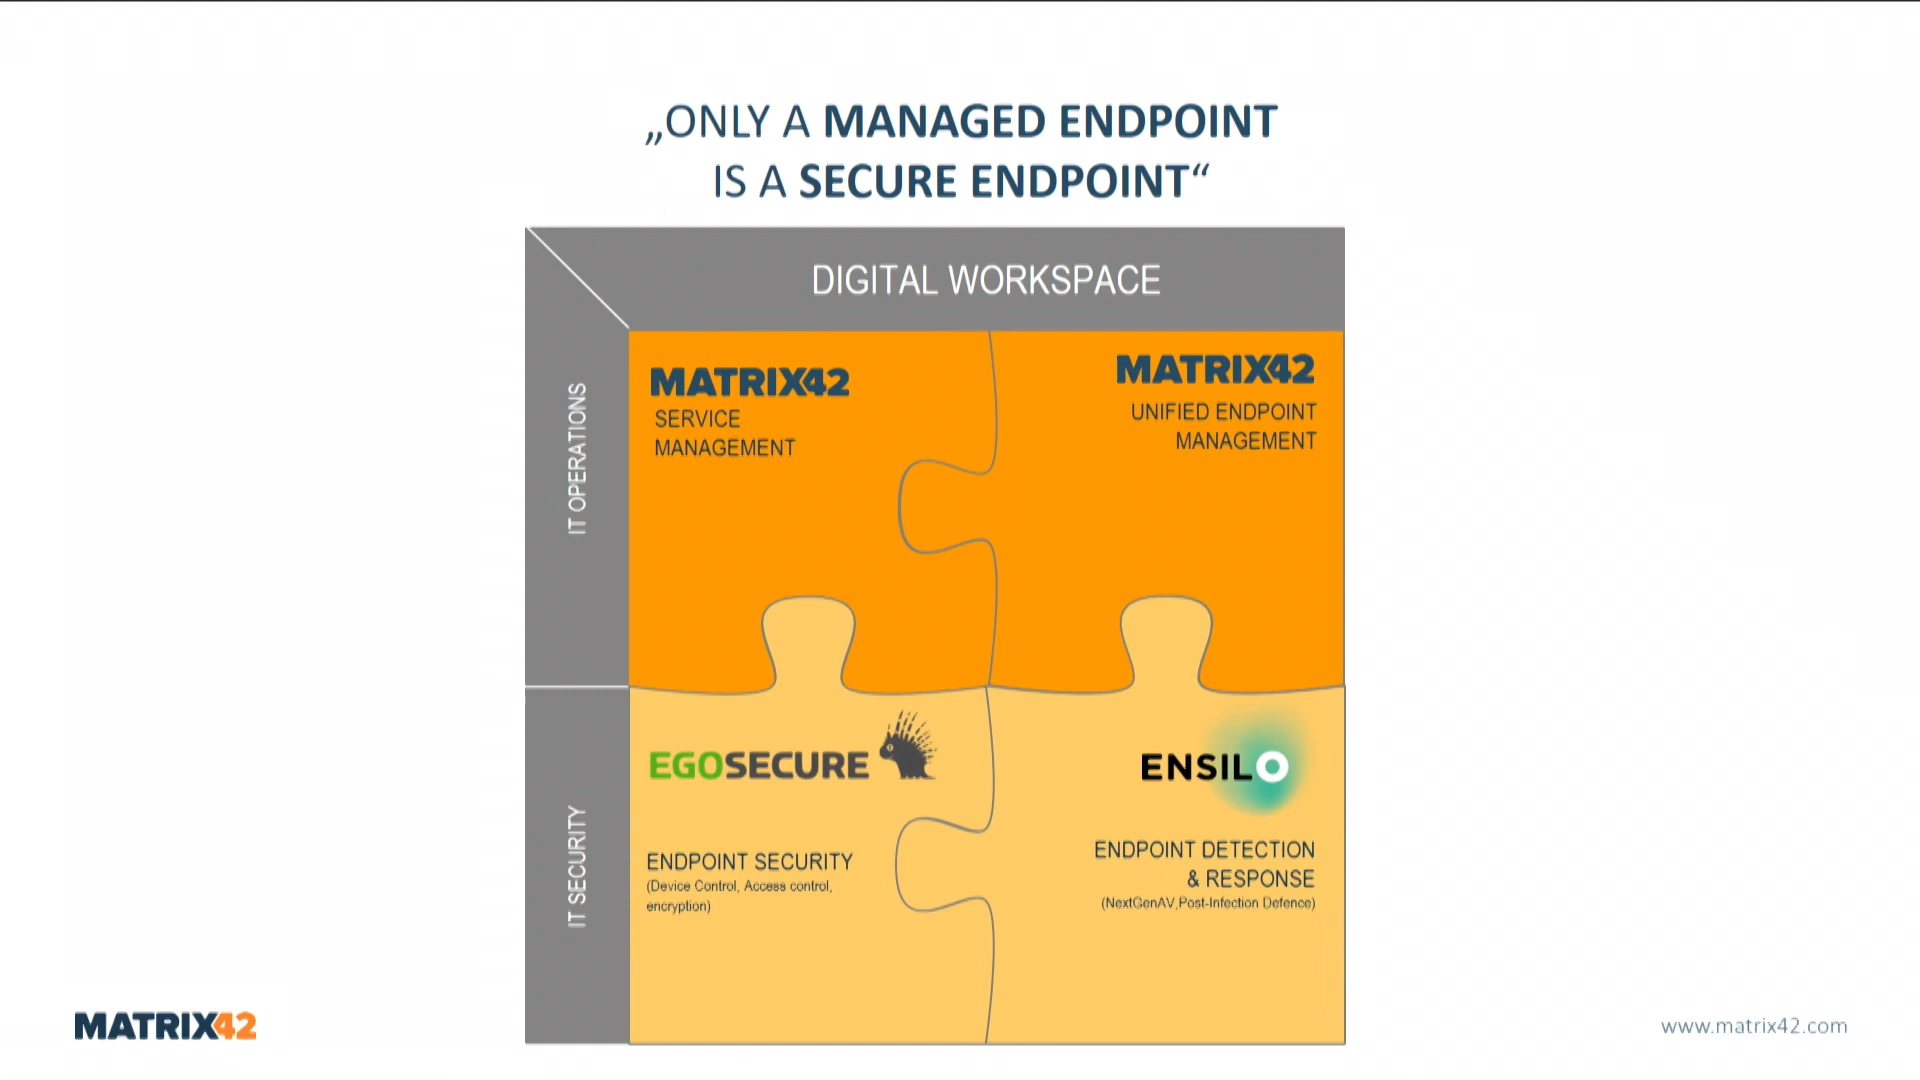 „ONLY A MANAGED ENDPOINT
IS A SECURE ENDPOINT“
DIGITAL WORKSPACE
IT OPERATIONS
MATRIX42
SERVICE
MANAGEMENT
MATRIX42
UNIFIED ENDPOINT
MANAGEMENT
IT SECURITY
EGOSECURE
ENDPOINT SECURITY
(Device Control, Access control,
encryption)
ENSILO
ENDPOINT DETECTION
& RESPONSE
(NextGenAV,Post-Infection Defence)
MATRIX42
www.matrix42.com